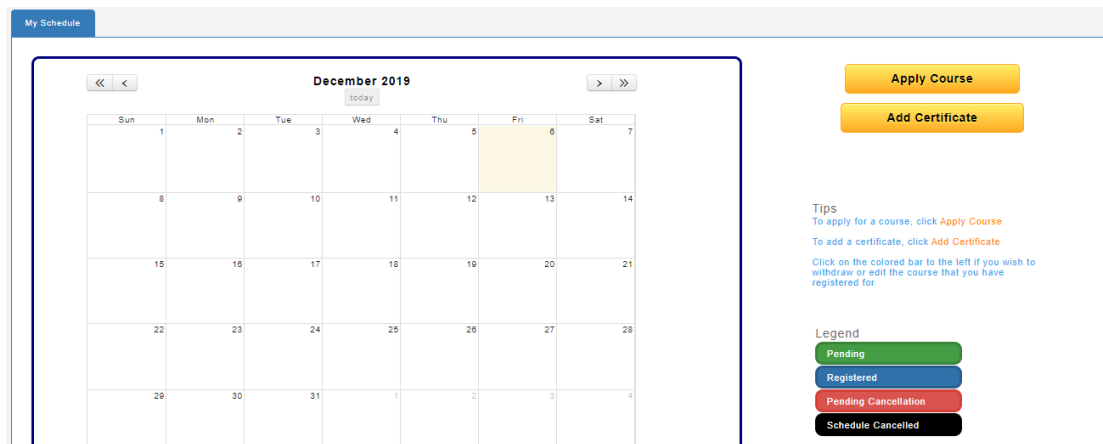 My Schedule
« <
December 2019
> »
today
Sun Mon Tue Wed Thu Fri Sat
1 2 3 4 5 6 7
8 9 10 11 12 13 14
15 16 17 18 19 20 21
22 23 24 25 26 27 28
29 30 31 1 2 3 4
Apply Course
Add Certificate
Tips
To apply for a course, click Apply Course
To add a certificate, click Add Certificate
Click on the colored bar to the left if you wish to
withdraw or edit the course that you have
registered for
Legend
Pending
Registered
Pending Cancellation
Schedule Cancelled